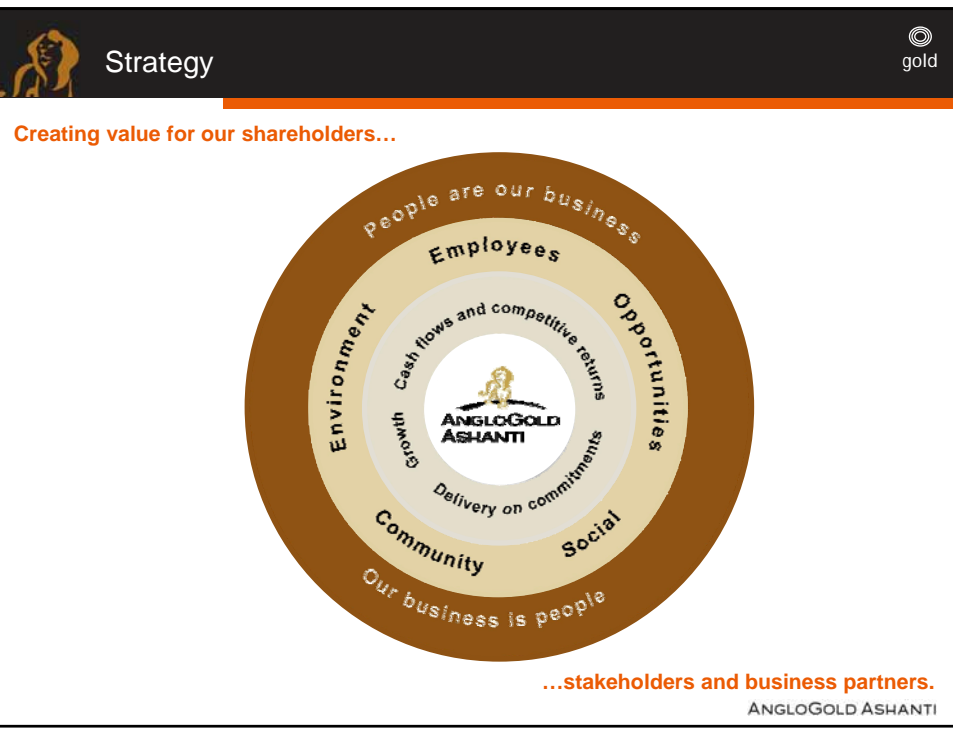 Strategy
gold
Creating value for our shareholders…
People are our business
Employees
Opportunities
Environment
Cash flows and competitive returns
Growth
ANGLOGOLD
ASHANTI
Delivery on commitments
Community
Social
Our business is people
…stakeholders and business partners.
ANGLOGOLD ASHANTI